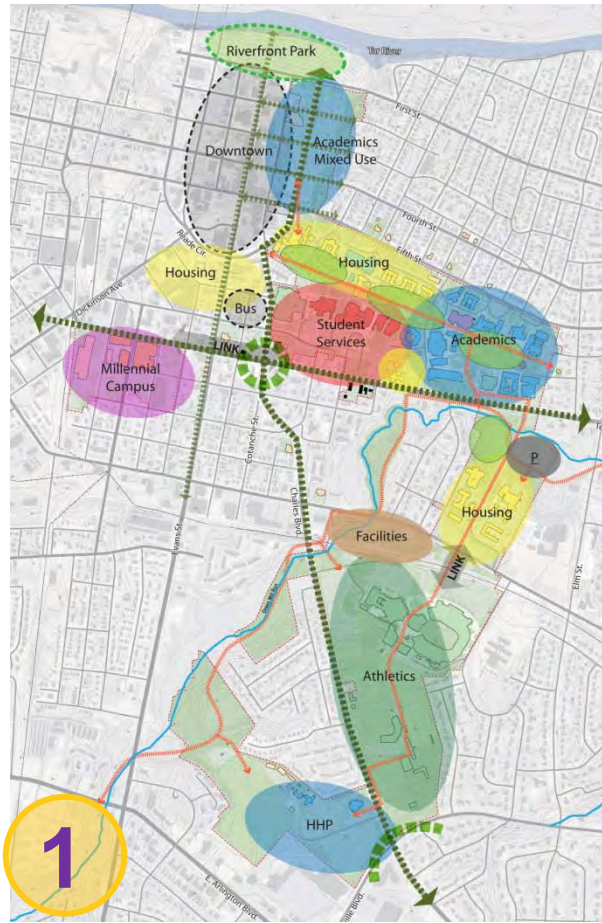 Riverfront Park
Tar River
First St.
Downtown
Academics
Mixed Use
Fourth St.
Reade Cir.
Fifth St.
Housing
Housing
Dickinson Ave.
Bus
Student
Services
Academics
LINK
Millennial
Campus
Cotanche St.
P
Charles Blvd.
Housing
Evans St.
Facilities
Elm St.
LINK
Athletics
HHP
1
E. Arlington Blvd.